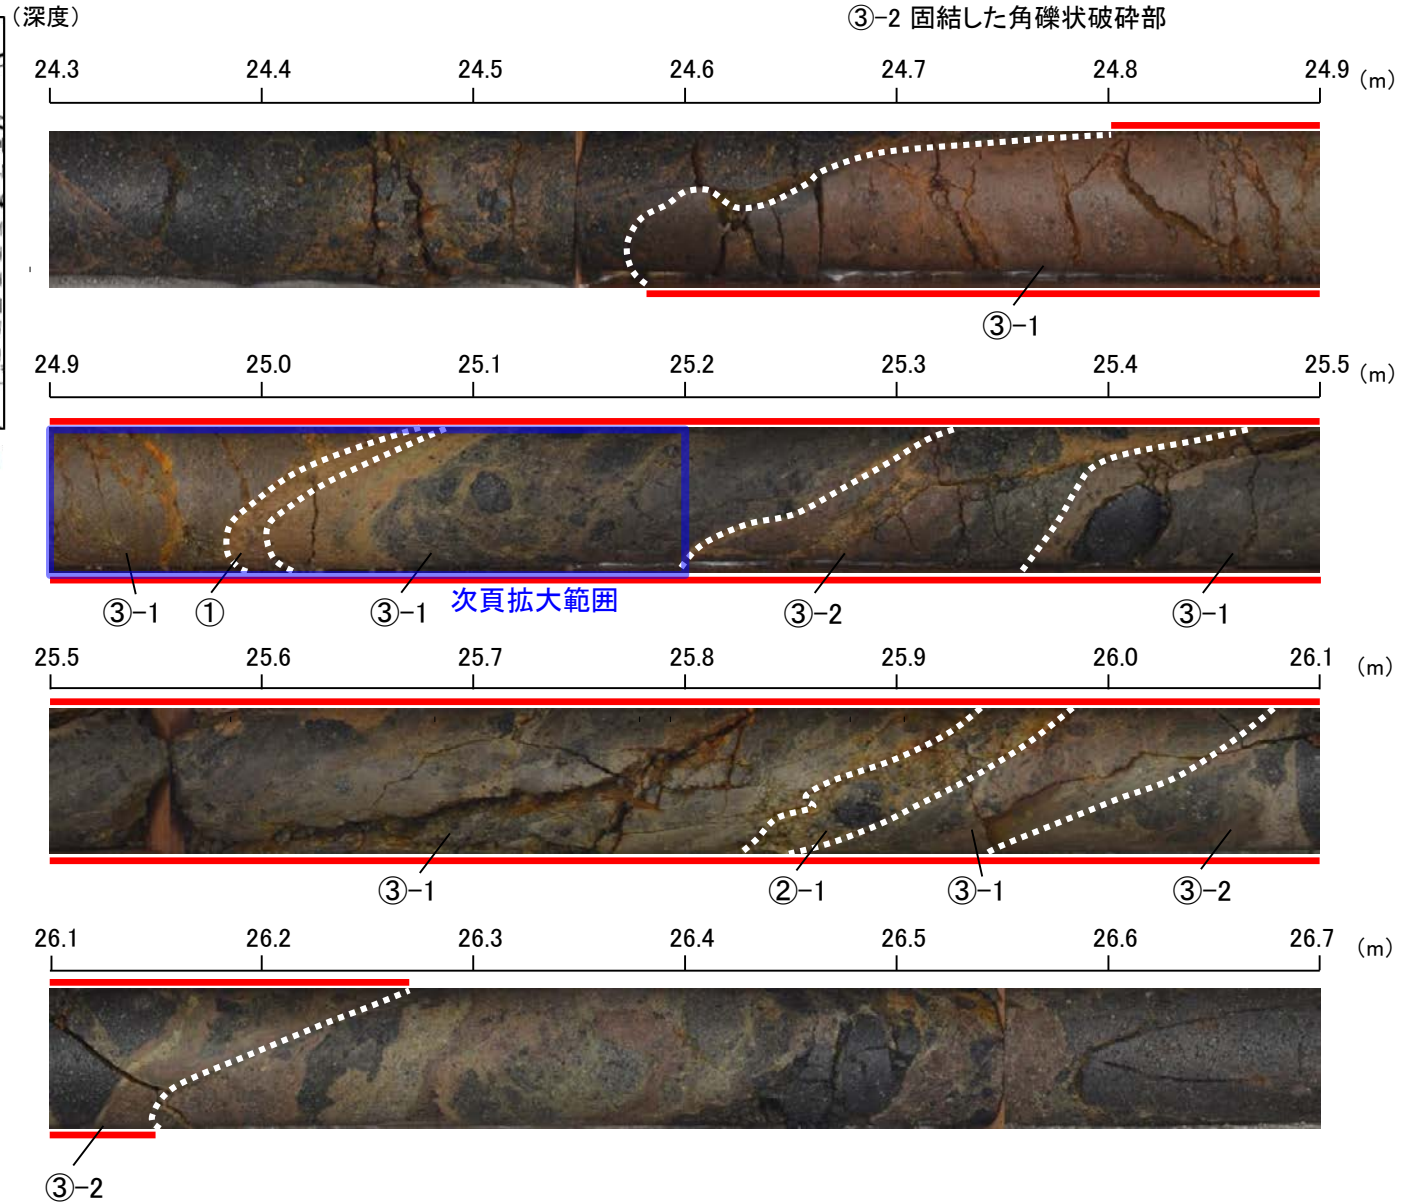 (深度)
③-2 固結した角礫状破砕部
24.3 24.4 24.5 24.6 24.7 24.8 24.9 (m)
③-1
24.9 25.0 25.1 25.2 25.3 25.4 25.5 (m)
③-1 ① ③-1 次頁拡大範囲 ③-2 ③-1
25.5 25.6 25.7 25.8 25.9 26.0 26.1 (m)
③-1 ②-1 ③-1 ③-2
26.1 26.2 26.3 26.4 26.5 26.6 26.7 (m)
③-2